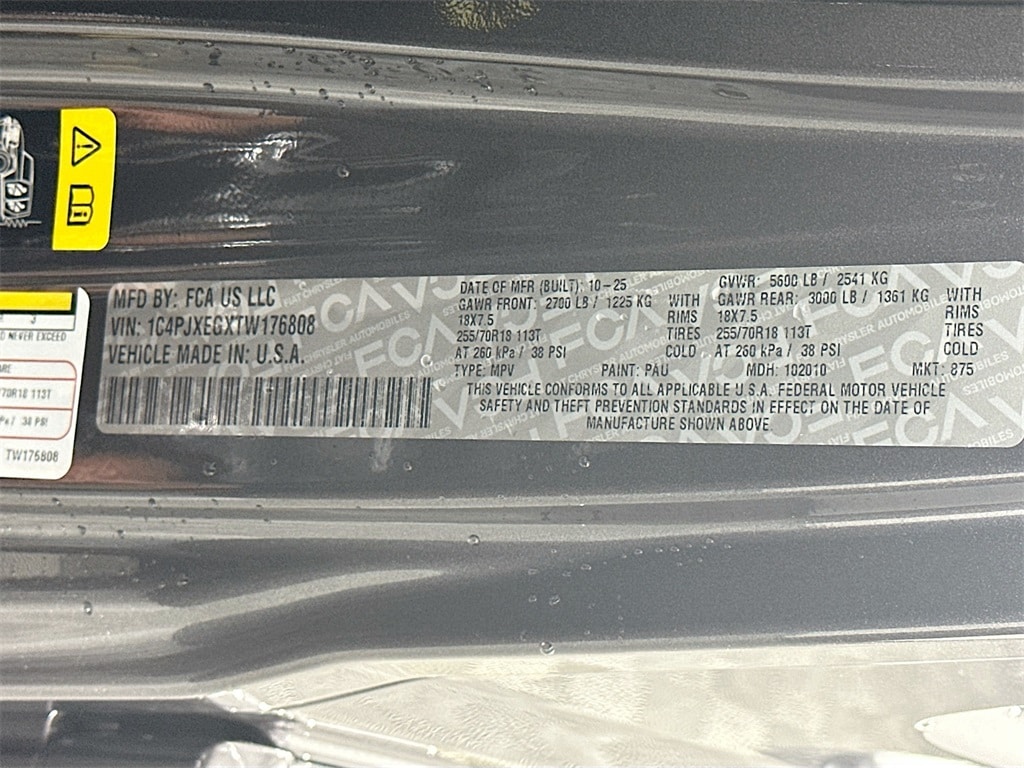 MFD BY: FCA US LLC
VIN: 1C4PJXEGXTW176808
VEHICLE MADE IN: U.S.A.
DATE OF MFR (BUILT): 10-25
GVWR: 5600 LB / 2541 KG
GAWR FRONT: 2700 LB / 1225 KG WITH GAWR REAR: 3000 LB / 1361 KG WITH
18X7.5 RIMS 18X7.5 RIMS
255/70R18 113T TIRES 255/70R18 113T TIRES
AT 260 kPa / 38 PSI COLD AT 260 kPa / 38 PSI COLD
TYPE: MPV PAINT: PAU MDH: 102010 MKT: 875
THIS VEHICLE CONFORMS TO ALL APPLICABLE U.S.A. FEDERAL MOTOR VEHICLE
SAFETY AND THEFT PREVENTION STANDARDS IN EFFECT ON THE DATE OF
MANUFACTURE SHOWN ABOVE.
3
D NEVER EXCEED
ARE
70R18 113T
Pa / 38 PSI
TW176808